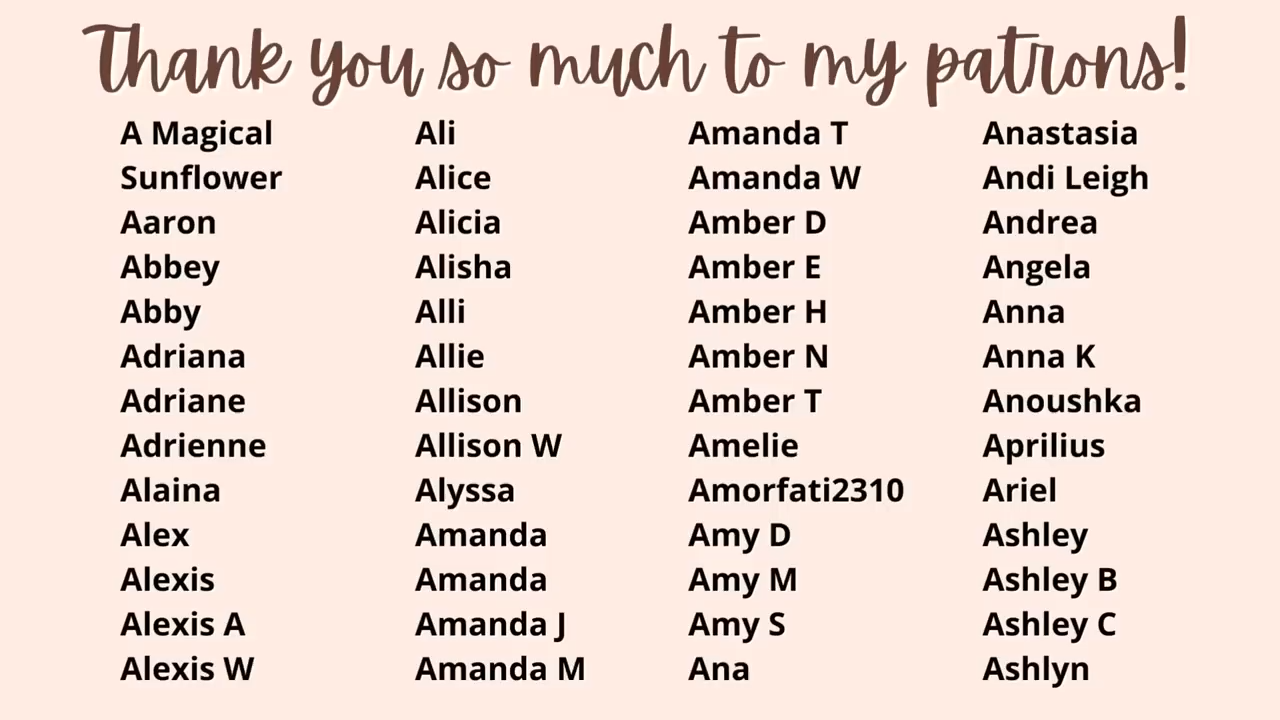 Thank you so much to my patrons!
A Magical
Sunflower
Aaron
Abbey
Abby
Adriana
Adriane
Adrienne
Alaina
Alex
Alexis
Alexis A
Alexis W
Ali
Alice
Alicia
Alisha
Alli
Allie
Allison
Allison W
Alyssa
Amanda
Amanda
Amanda J
Amanda M
Amanda T
Amanda W
Amber D
Amber E
Amber H
Amber N
Amber T
Amelie
Amorfati2310
Amy D
Amy M
Amy S
Ana
Anastasia
Andi Leigh
Andrea
Angela
Anna
Anna K
Anoushka
Aprilius
Ariel
Ashley
Ashley B
Ashley C
Ashlyn